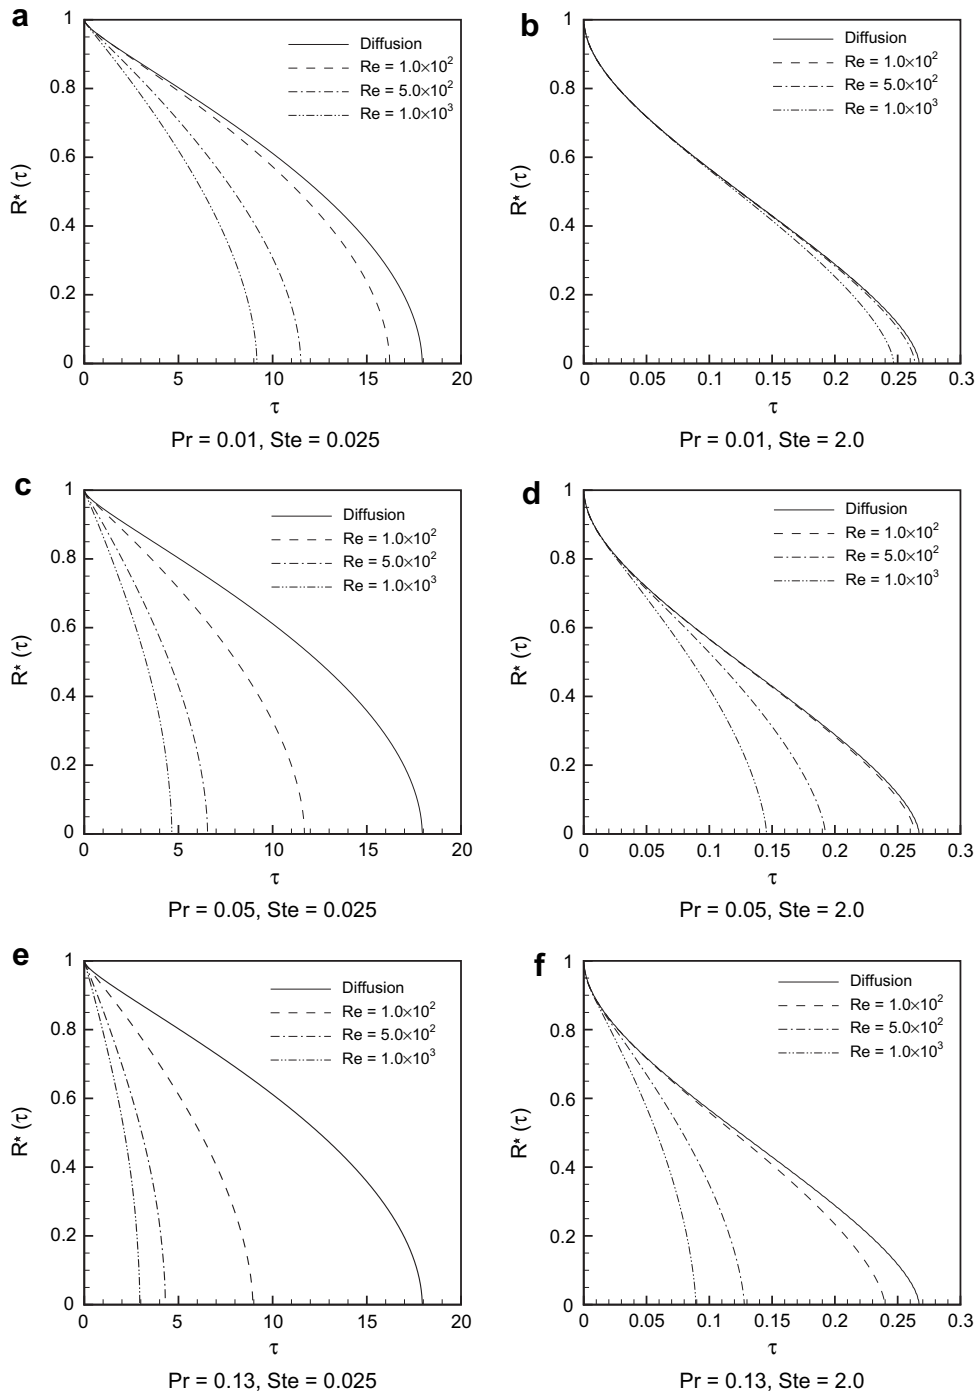 a
1
Diffusion
Re = 1.0×10²
Re = 5.0×10²
Re = 1.0×10³
0.8
0.6
R* (τ)
0.4
0.2
0
0 5 10 15 20
τ
Pr = 0.01, Ste = 0.025
b
1
Diffusion
Re = 1.0×10²
Re = 5.0×10²
Re = 1.0×10³
0.8
0.6
R* (τ)
0.4
0.2
0
0 0.05 0.1 0.15 0.2 0.25 0.3
τ
Pr = 0.01, Ste = 2.0
c
1
Diffusion
Re = 1.0×10²
Re = 5.0×10²
Re = 1.0×10³
0.8
0.6
R* (τ)
0.4
0.2
0
0 5 10 15 20
τ
Pr = 0.05, Ste = 0.025
d
1
Diffusion
Re = 1.0×10²
Re = 5.0×10²
Re = 1.0×10³
0.8
0.6
R* (τ)
0.4
0.2
0
0 0.05 0.1 0.15 0.2 0.25 0.3
τ
Pr = 0.05, Ste = 2.0
e
1
Diffusion
Re = 1.0×10²
Re = 5.0×10²
Re = 1.0×10³
0.8
0.6
R* (τ)
0.4
0.2
0
0 5 10 15 20
τ
Pr = 0.13, Ste = 0.025
f
1
Diffusion
Re = 1.0×10²
Re = 5.0×10²
Re = 1.0×10³
0.8
0.6
R* (τ)
0.4
0.2
0
0 0.05 0.1 0.15 0.2 0.25 0.3
τ
Pr = 0.13, Ste = 2.0